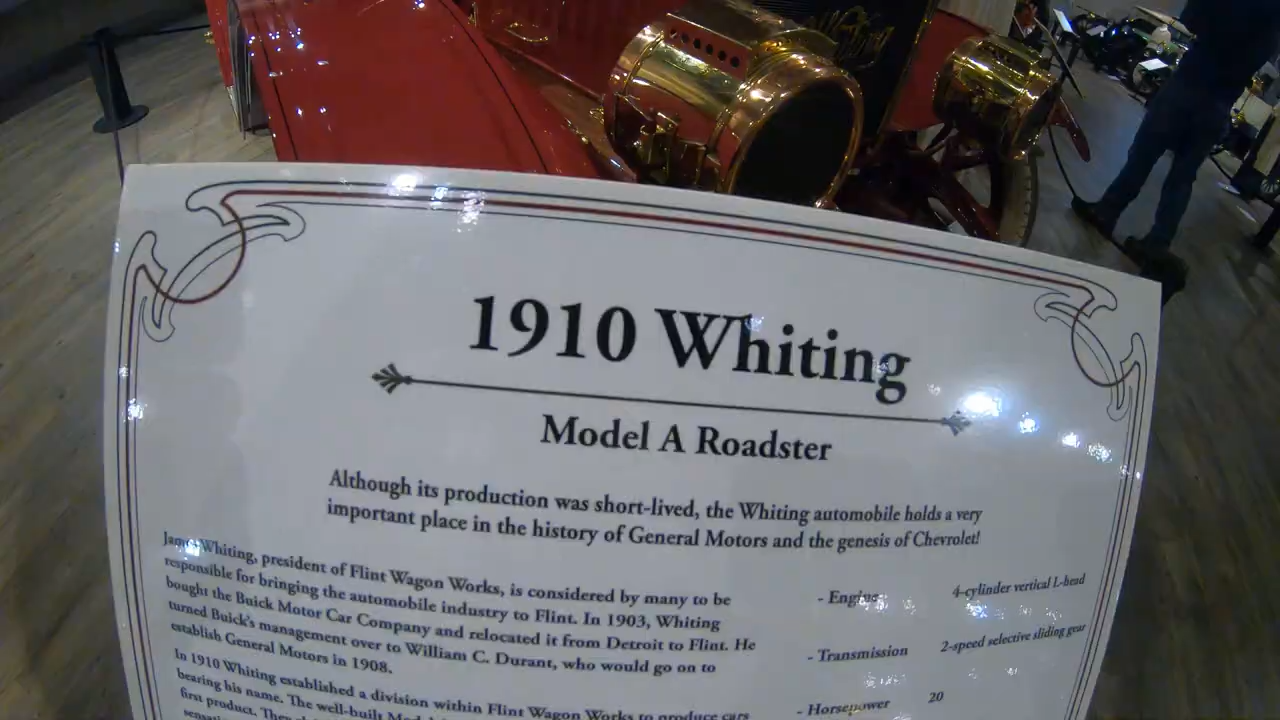 Whiting
1910 Whiting
Model A Roadster
Although its production was short-lived, the Whiting automobile holds a very
important place in the history of General Motors and the genesis of Chevrolet!
James Whiting, president of Flint Wagon Works, is considered by many to be
responsible for bringing the automobile industry to Flint. In 1903, Whiting
bought the Buick Motor Car Company and relocated it from Detroit to Flint. He
turned Buick's management over to William C. Durant, who would go on to
establish General Motors in 1908.
In 1910 Whiting established a division within Flint Wagon Works to produce cars
bearing his name. The well-built
first product.
- Engine 4-cylinder vertical L-head
- Transmission 2-speed selective sliding gear
- Horsepower 20